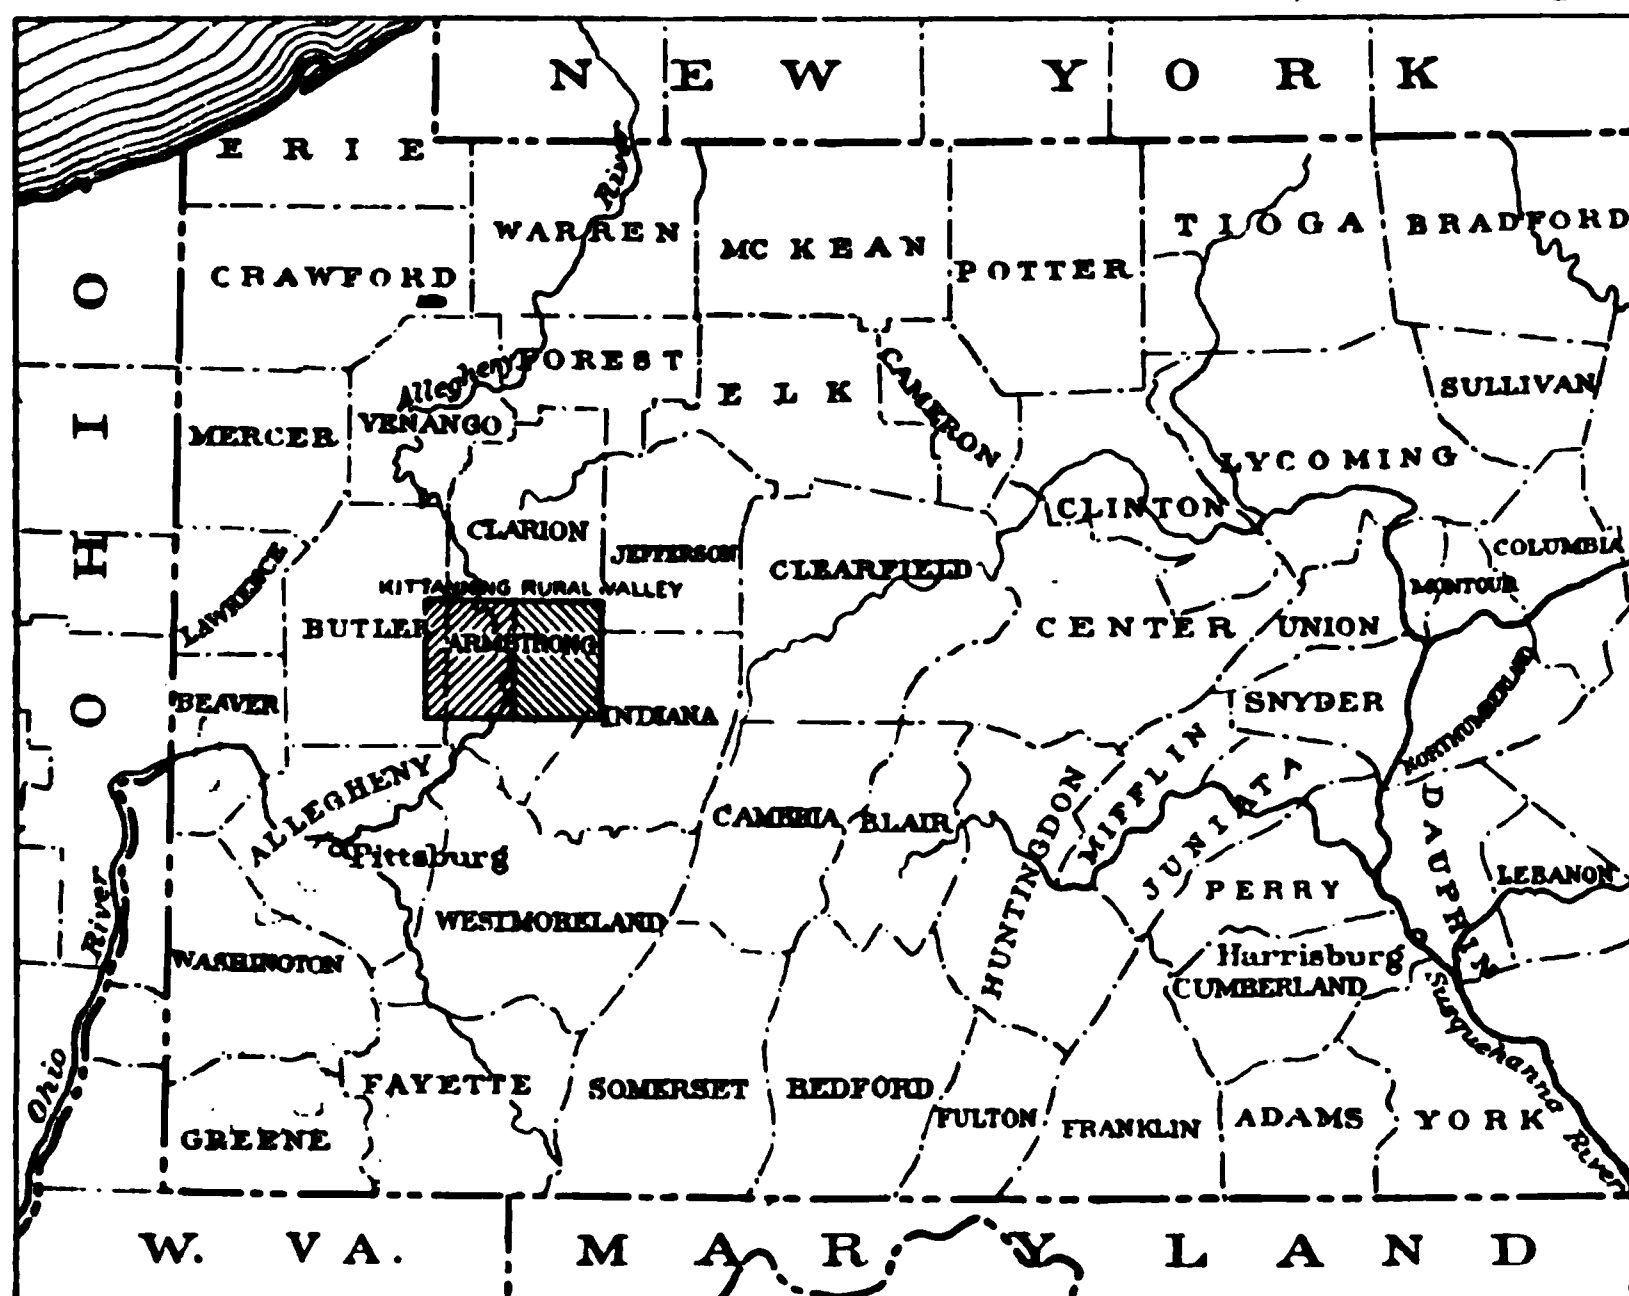 NEW YORK
ERIE
River
WARREN
MC KEAN
POTTER
TIOGA
BRADFORD
CRAWFORD
OHIO
Allegheny
FOREST
ELK
CAMERON
SULLIVAN
MERCER
VENANGO
LYCOMING
CLINTON
CLARION
JEFFERSON
CLEARFIELD
COLUMBIA
MONTOUR
LAWRENCE
KITTANNING RURAL VALLEY
BUTLER
ARMSTRONG
CENTER
UNION
BEAVER
INDIANA
SNYDER
NORTHUMBERLAND
ALLEGHENY
MIFFLIN
JUNIATA
DAUPHIN
CAMBRIA
BLAIR
HUNTINGDON
Pittsburg
PERRY
LEBANON
WESTMORELAND
WASHINGTON
Harrisburg
CUMBERLAND
Ohio River
Susquehanna River
FAYETTE
SOMERSET
BEDFORD
FULTON
FRANKLIN
ADAMS
YORK
GREENE
W. VA.
MARYLAND